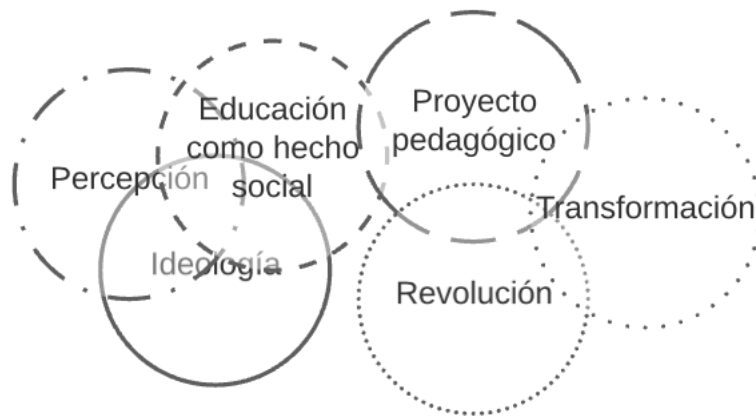 Percepción
Educación
como hecho
social
Ideología
Proyecto
pedagógico
Transformación
Revolución